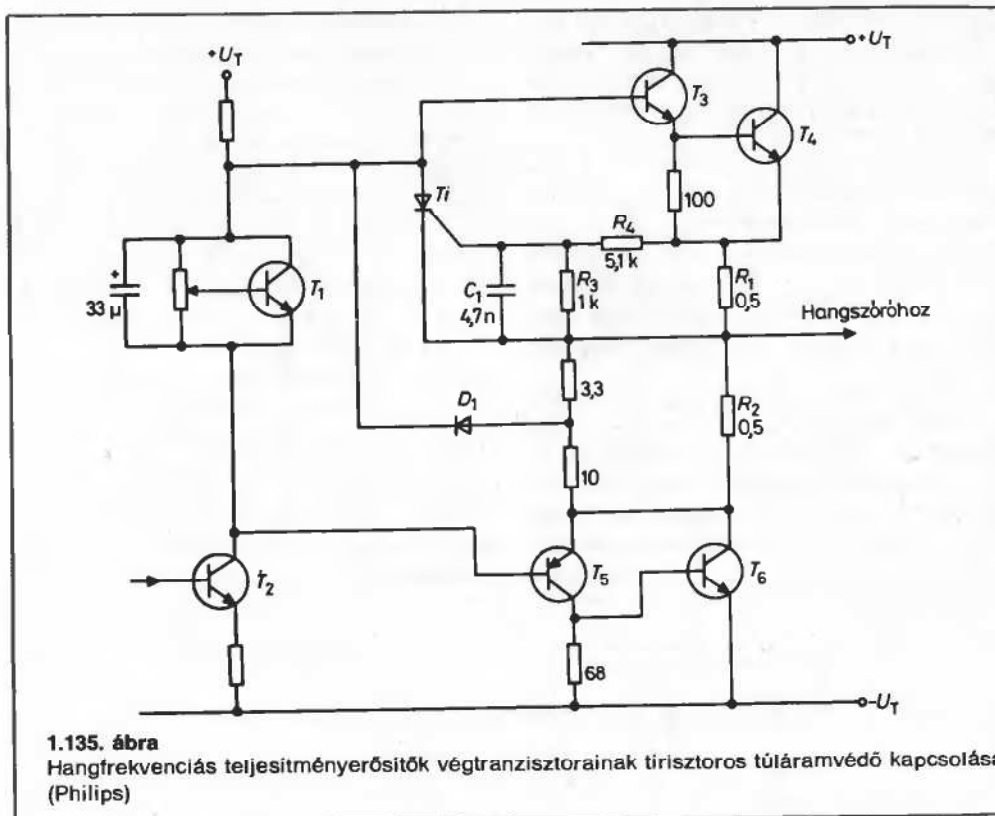 +U_T
+U_T
T_3
T_4
Ti
100
R_4
5,1 k
T_1
33 µ
+
C_1
4,7 n
R_3
1 k
R_1
0,5
Hangszóróhoz
3,3
D_1
R_2
0,5
10
T_2
T_5
T_6
68
-U_T
1.135. ábra
Hangfrekvenciás teljesítményerősítők végtranzisztorainak tirisztoros túláramvédő kapcsolása
(Philips)